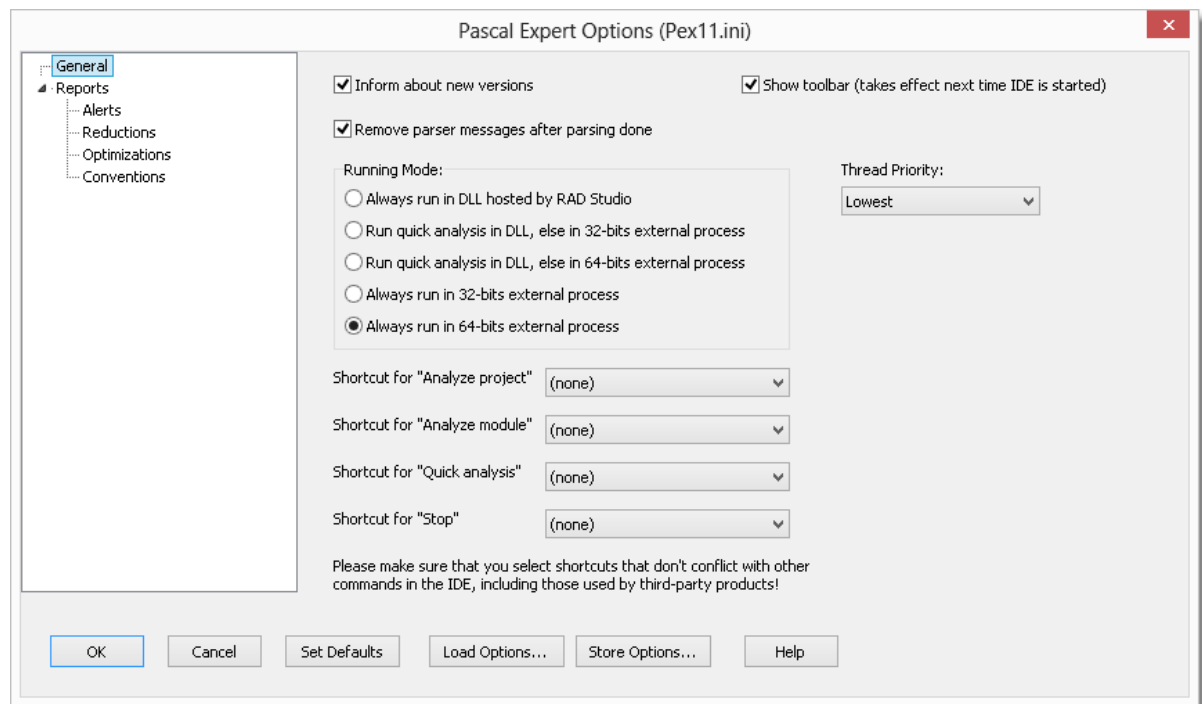 Pascal Expert Options (Pex11.ini)
General
Reports
Alerts
Reductions
Optimizations
Conventions
Inform about new versions
Show toolbar (takes effect next time IDE is started)
Remove parser messages after parsing done
Running Mode:
Always run in DLL hosted by RAD Studio
Run quick analysis in DLL, else in 32-bits external process
Run quick analysis in DLL, else in 64-bits external process
Always run in 32-bits external process
Always run in 64-bits external process
Thread Priority:
Lowest
Shortcut for "Analyze project" (none)
Shortcut for "Analyze module" (none)
Shortcut for "Quick analysis" (none)
Shortcut for "Stop" (none)
Please make sure that you select shortcuts that don't conflict with other
commands in the IDE, including those used by third-party products!
OK Cancel Set Defaults Load Options... Store Options... Help